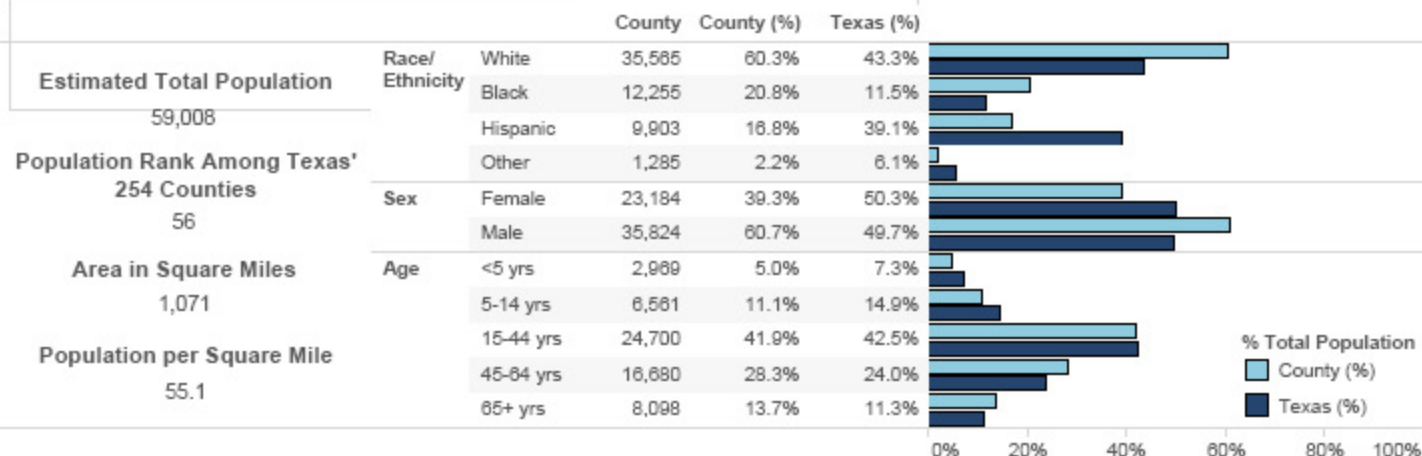 County County (%) Texas (%)
Estimated Total Population
59,008
Population Rank Among Texas'
254 Counties
56
Area in Square Miles
1,071
Population per Square Mile
55.1
Race/
Ethnicity
White 35,565 60.3% 43.3%
Black 12,255 20.8% 11.5%
Hispanic 9,903 16.8% 39.1%
Other 1,285 2.2% 6.1%
Sex
Female 23,184 39.3% 50.3%
Male 35,824 60.7% 49.7%
Age
<5 yrs 2,969 5.0% 7.3%
5-14 yrs 6,561 11.1% 14.9%
15-44 yrs 24,700 41.9% 42.5%
45-64 yrs 16,680 28.3% 24.0%
65+ yrs 8,098 13.7% 11.3%
% Total Population
County (%)
Texas (%)
0% 20% 40% 60% 80% 100%